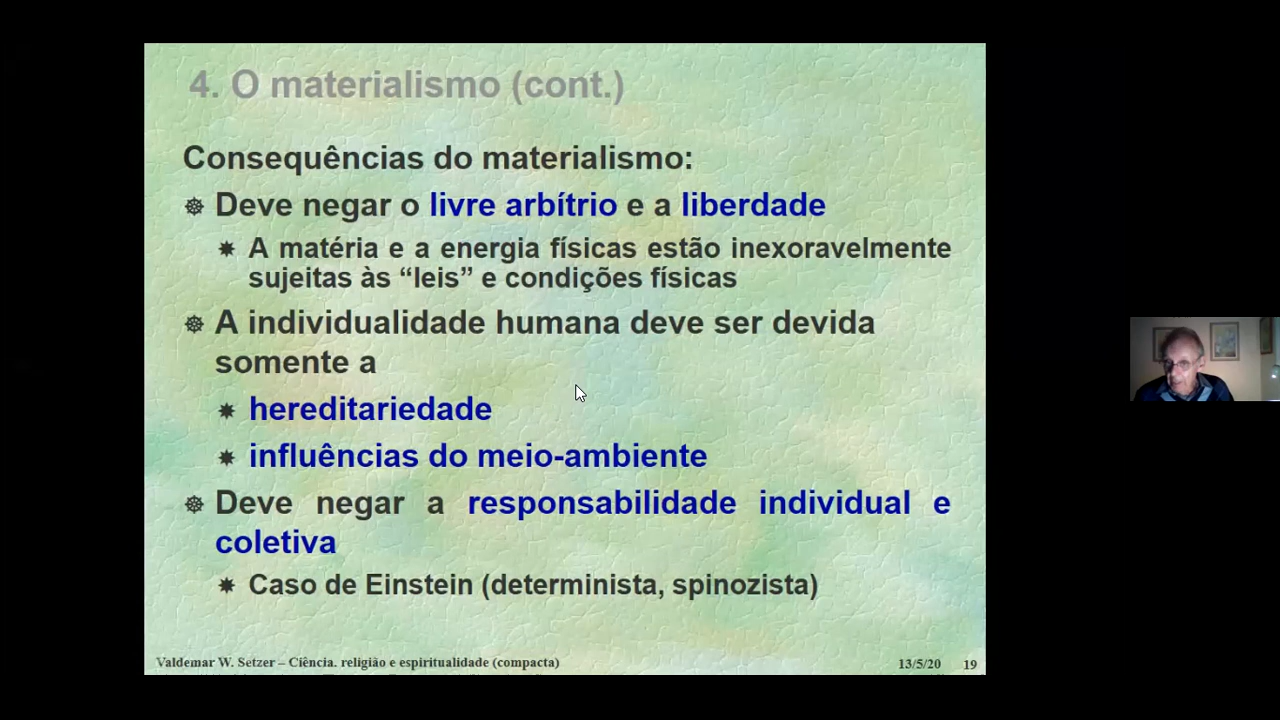 4. O materialismo (cont.)
Consequências do materialismo:
Deve negar o livre arbítrio e a liberdade
A matéria e a energia físicas estão inexoravelmente
sujeitas às “leis” e condições físicas
A individualidade humana deve ser devida
somente a
hereditariedade
influências do meio-ambiente
Deve negar a responsabilidade individual e
coletiva
Caso de Einstein (determinista, spinozista)
Valdemar W. Setzer – Ciência. religião e espiritualidade (compacta)
13/5/20 19